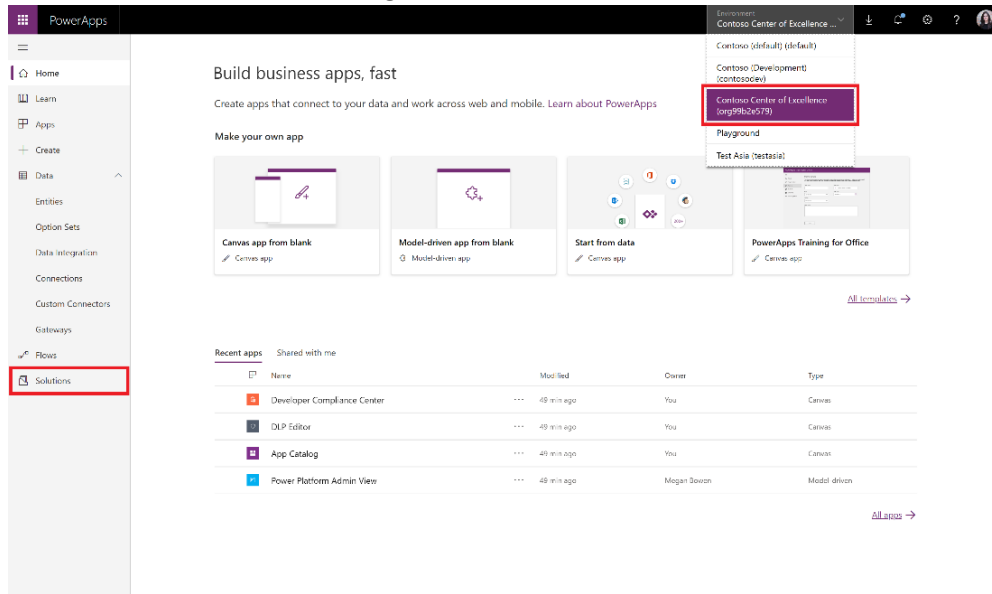 PowerApps
Environment
Contoso Center of Excellence ...
?
Contoso (default) (default)
Contoso (Development)
(contosodev)
Contoso Center of Excellence
(org99b2e579)
Playground
Test Asia (testasia)
Home
Learn
Apps
Create
Data
Entities
Option Sets
Data Integration
Connections
Custom Connectors
Gateways
Flows
Solutions
Build business apps, fast
Create apps that connect to your data and work across web and mobile. Learn about PowerApps
Make your own app
Canvas app from blank
Canvas app
Model-driven app from blank
Model-driven app
Start from data
Canvas app
PowerApps Training for Office
Canvas app
All templates
Recent apps Shared with me
Name Modified Owner Type
Developer Compliance Center ... 49 min ago You Canvas
DLP Editor ... 49 min ago You Canvas
App Catalog ... 49 min ago You Canvas
Power Platform Admin View ... 49 min ago Megan Bowen Model-driven
All apps